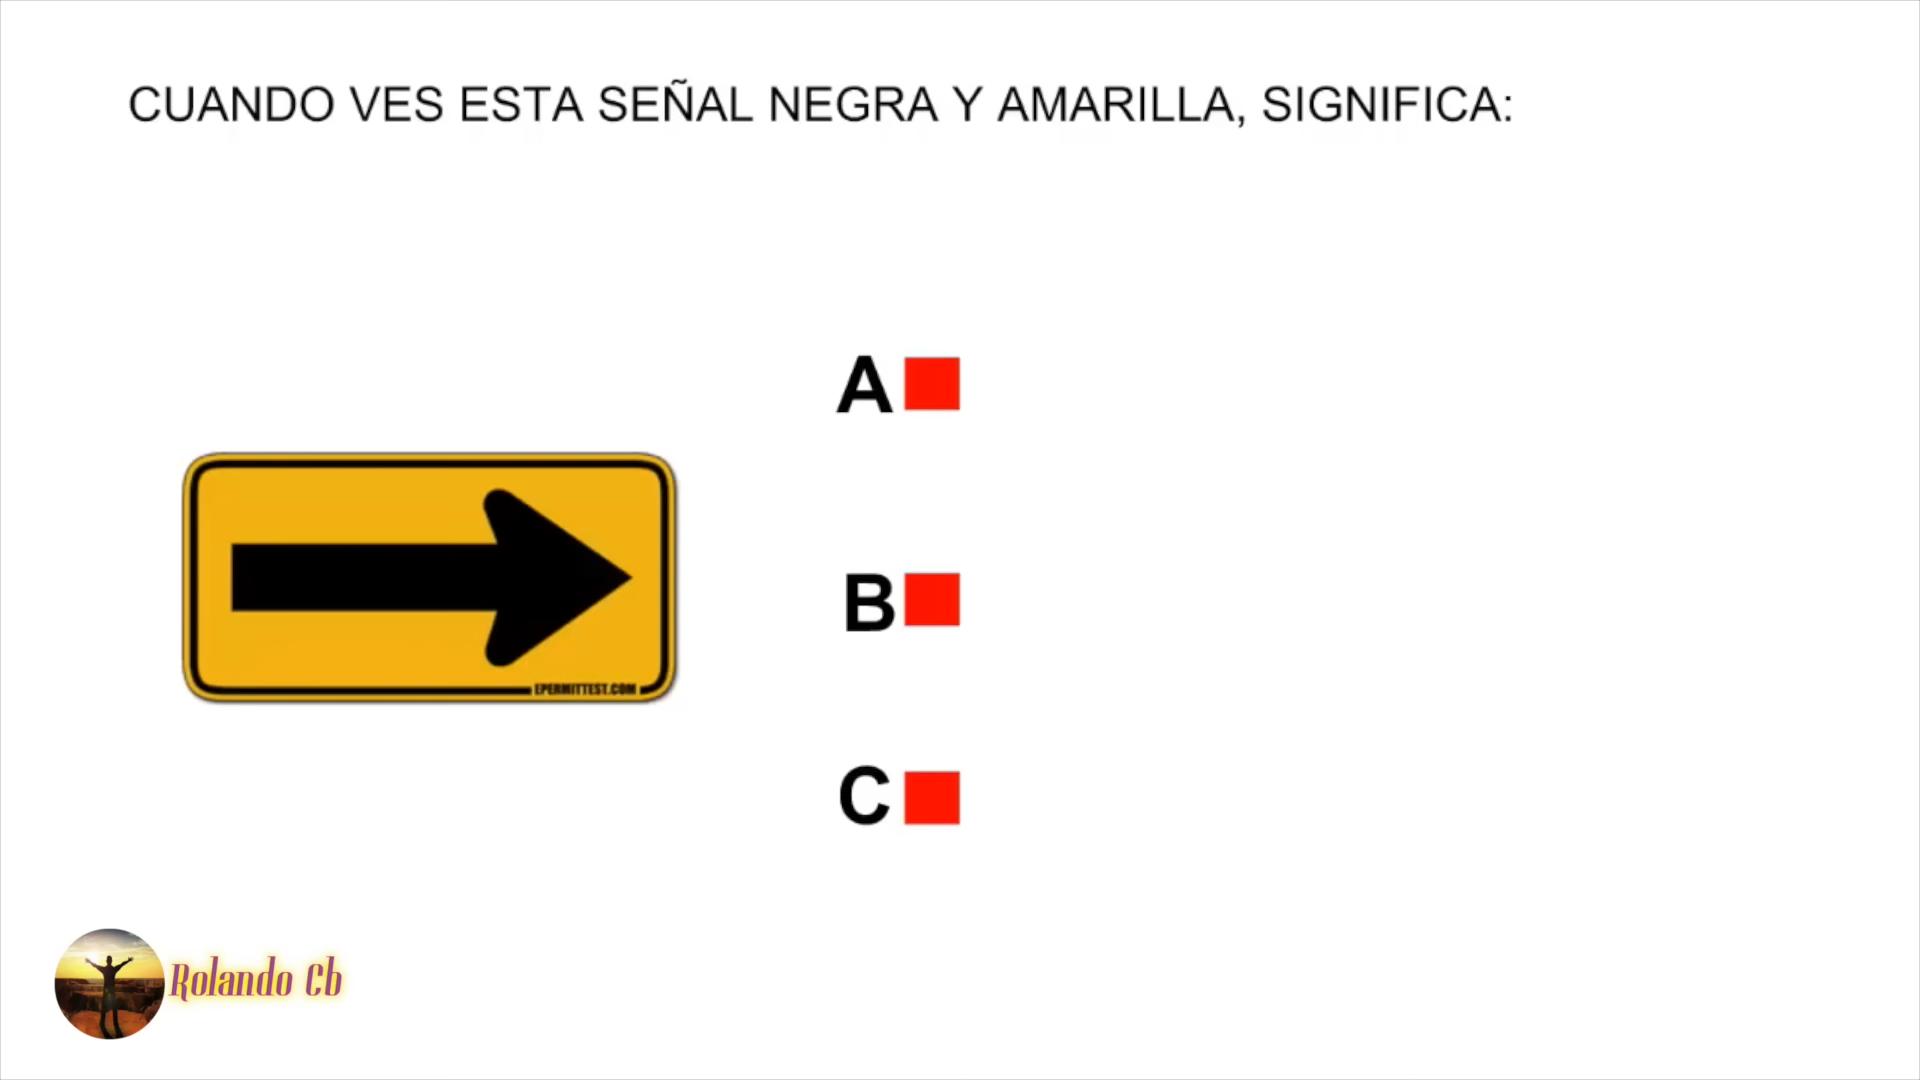 CUANDO VES ESTA SEÑAL NEGRA Y AMARILLA, SIGNIFICA:
A
B
EPERMITTEST.COM
C
Rolando Cb